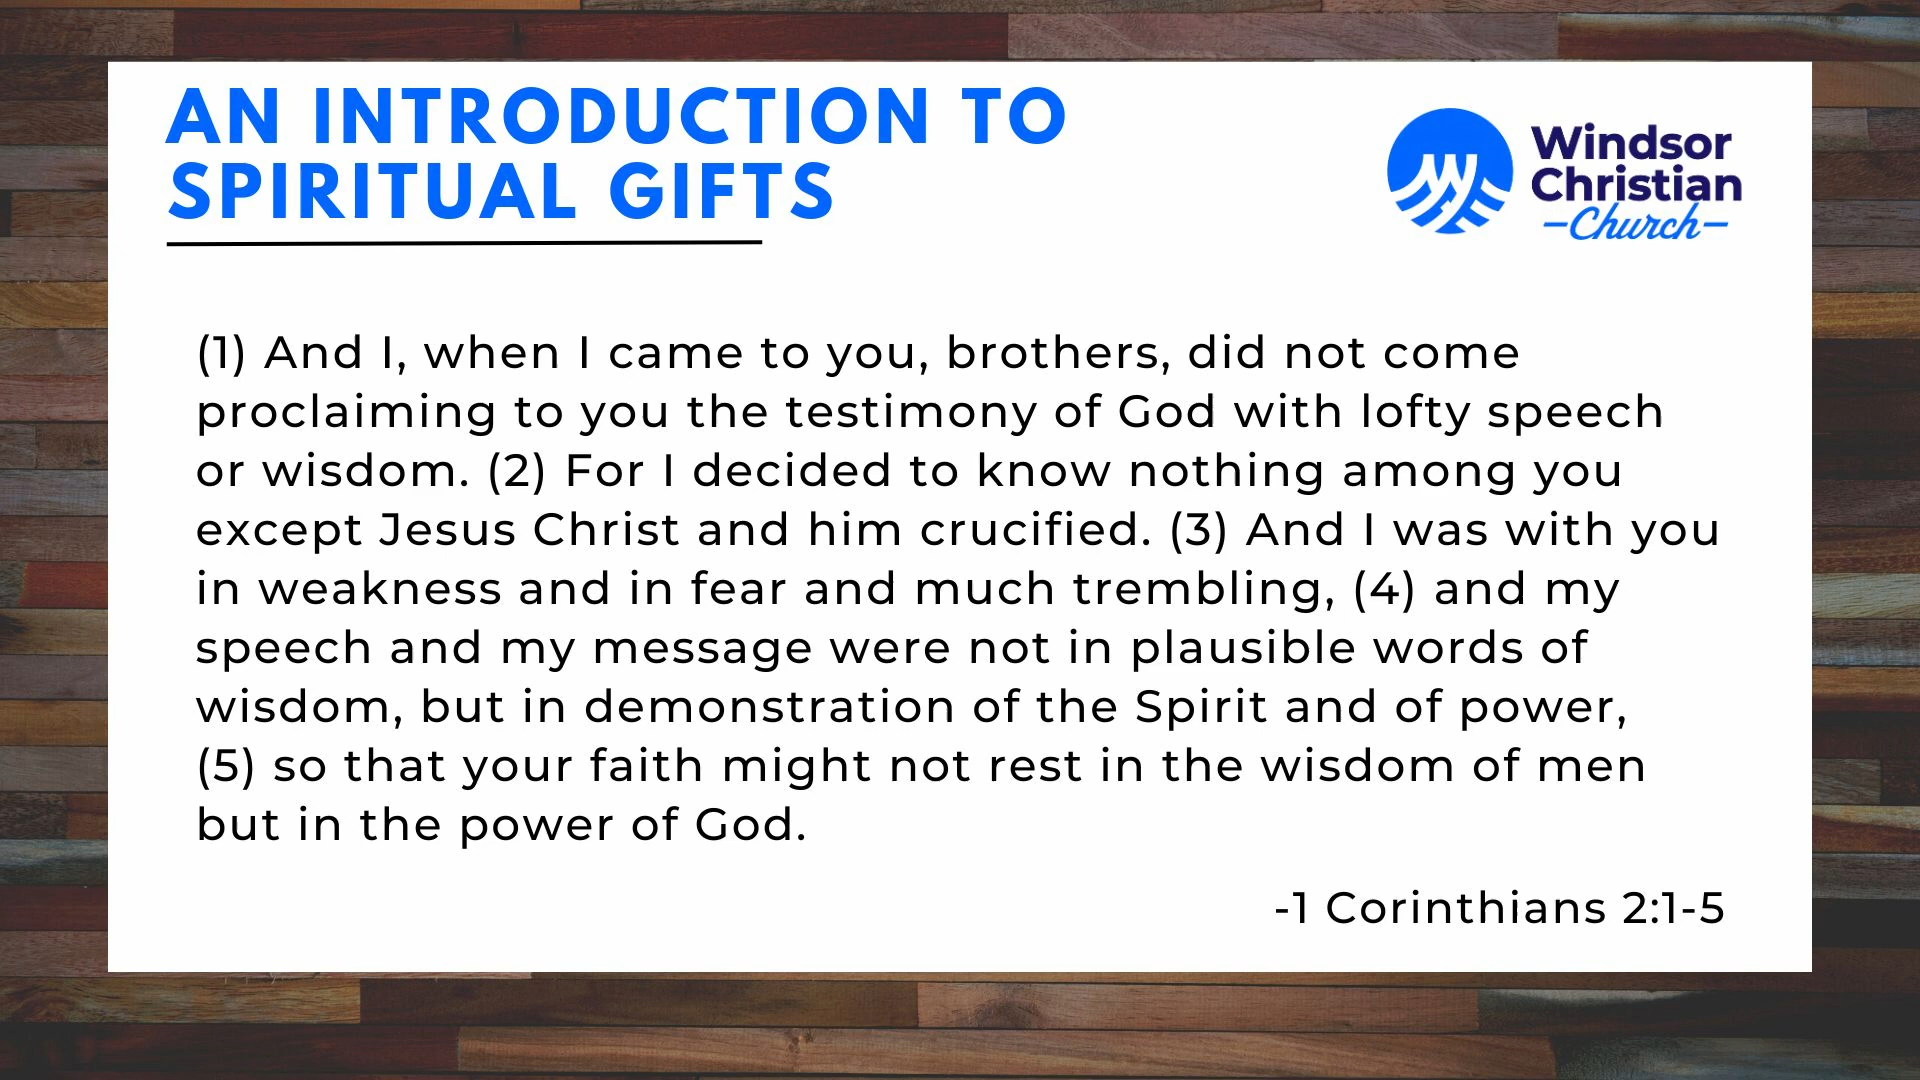 AN INTRODUCTION TO
SPIRITUAL GIFTS
Windsor
Christian
-Church-
(1) And I, when I came to you, brothers, did not come
proclaiming to you the testimony of God with lofty speech
or wisdom. (2) For I decided to know nothing among you
except Jesus Christ and him crucified. (3) And I was with you
in weakness and in fear and much trembling, (4) and my
speech and my message were not in plausible words of
wisdom, but in demonstration of the Spirit and of power,
(5) so that your faith might not rest in the wisdom of men
but in the power of God.
-1 Corinthians 2:1-5